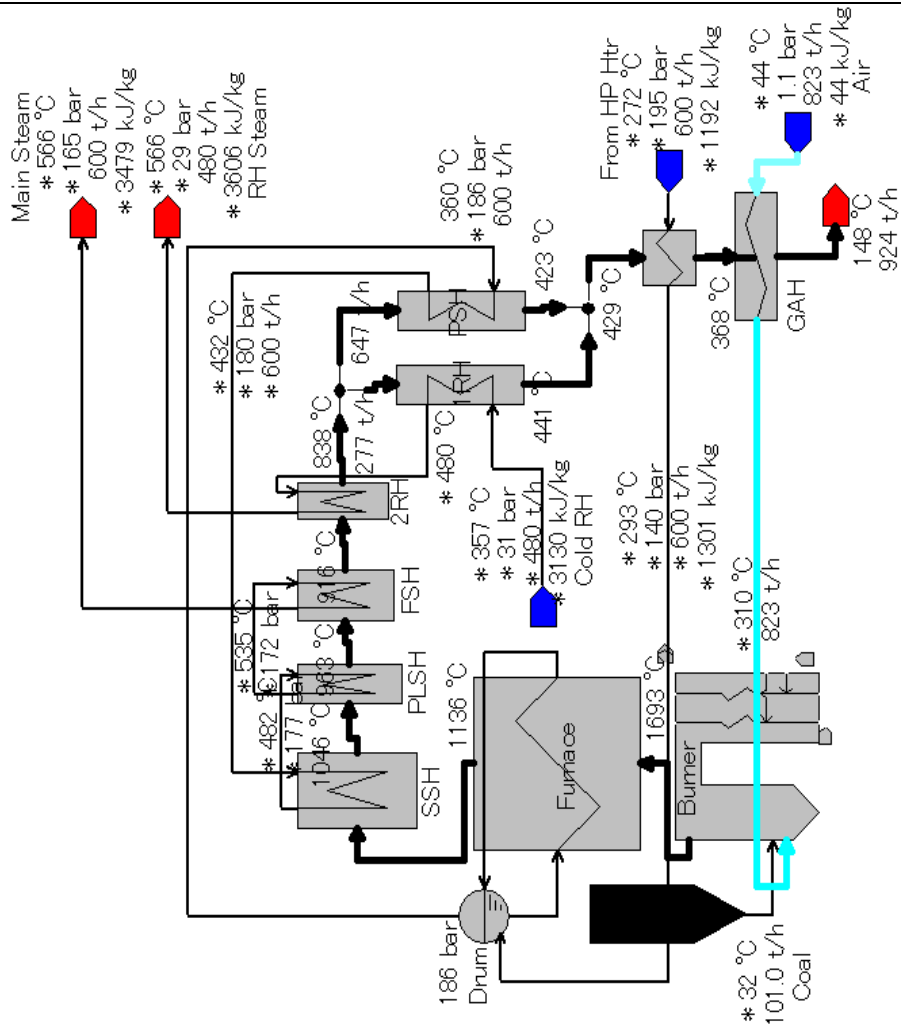 Main Steam
* 566 °C
* 165 bar
600 t/h
* 3479 kJ/kg
* 566 °C
* 29 bar
480 t/h
* 3606 kJ/kg
RH Steam
360 °C
* 186 bar
600 t/h
From HP Htr
* 272 °C
* 195 bar
600 t/h
* 1192 kJ/kg
* 44 °C
1.1 bar
823 t/h
* 44 kJ/kg
Air
* 432 °C
* 180 bar
* 600 t/h
647 t/h
PSH
423 °C
429 °C
368 °C
GAH
148 °C
924 t/h
838 °C
277 t/h
1RH
441 °C
* 480 °C
2RH
916 °C
FSH
* 357 °C
* 31 bar
* 480 t/h
* 3130 kJ/kg
Cold RH
* 293 °C
* 140 bar
* 600 t/h
* 1301 kJ/kg
* 310 °C
823 t/h
* 535 °C
* 172 bar
963 °C
PLSH
* 482 °C
* 177 bar
1046 °C
SSH
1136 °C
Furnace
1693 °C
Burner
186 bar
Drum
* 32 °C
101.0 t/h
Coal